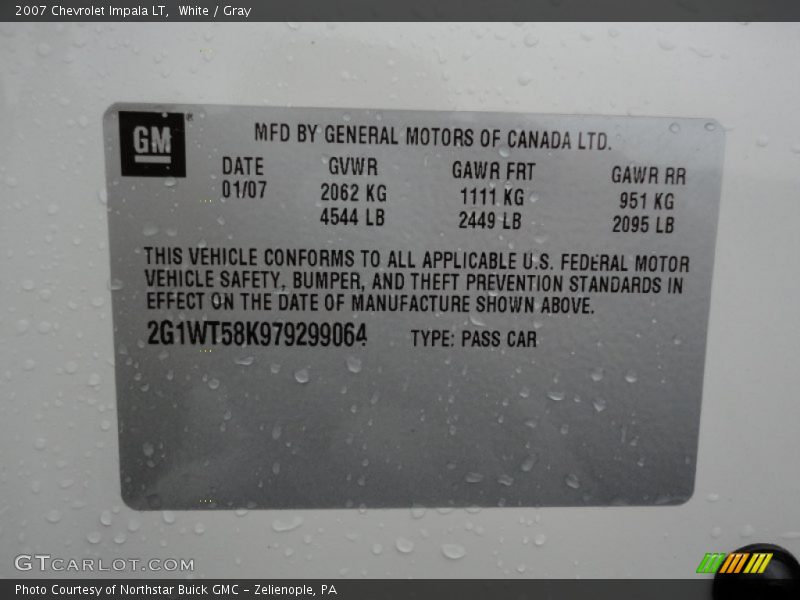 2007 Chevrolet Impala LT, White / Gray
GM ®
MFD BY GENERAL MOTORS OF CANADA LTD.
DATE GVWR GAWR FRT GAWR RR
01/07 2062 KG 1111 KG 951 KG
4544 LB 2449 LB 2095 LB
THIS VEHICLE CONFORMS TO ALL APPLICABLE U.S. FEDERAL MOTOR
VEHICLE SAFETY, BUMPER, AND THEFT PREVENTION STANDARDS IN
EFFECT ON THE DATE OF MANUFACTURE SHOWN ABOVE.
2G1WT58K979299064 TYPE: PASS CAR
GTCARLOT.COM
Photo Courtesy of Northstar Buick GMC - Zelienople, PA